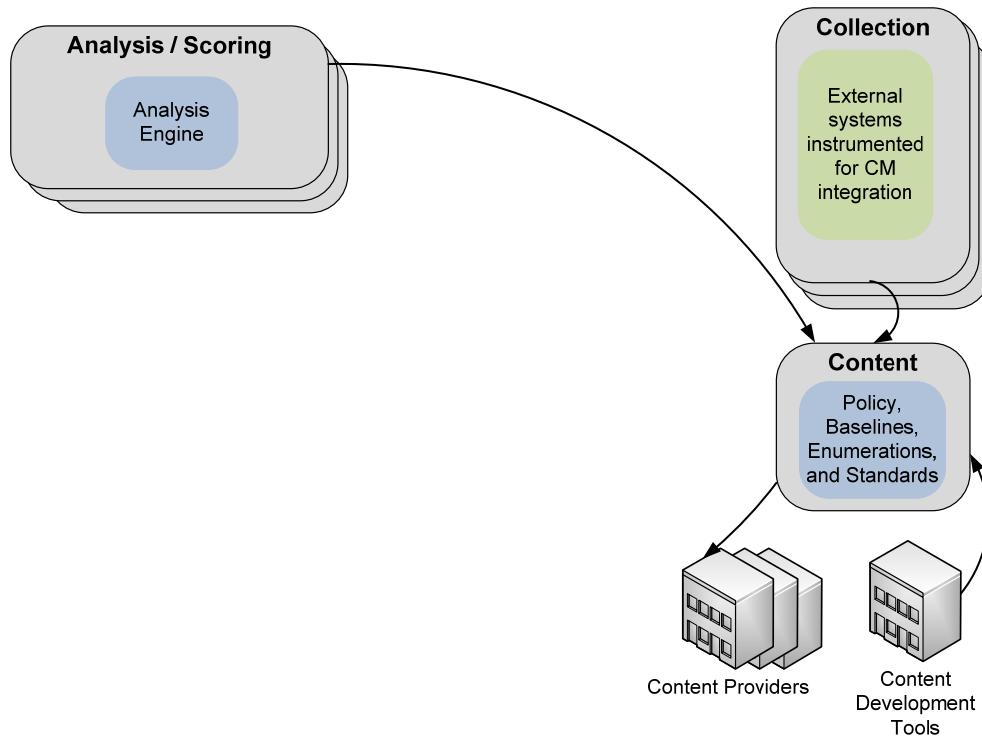 Analysis / Scoring
Analysis
Engine
Collection
External
systems
instrumented
for CM
integration
Content
Policy,
Baselines,
Enumerations,
and Standards
Content Providers
Content
Development
Tools